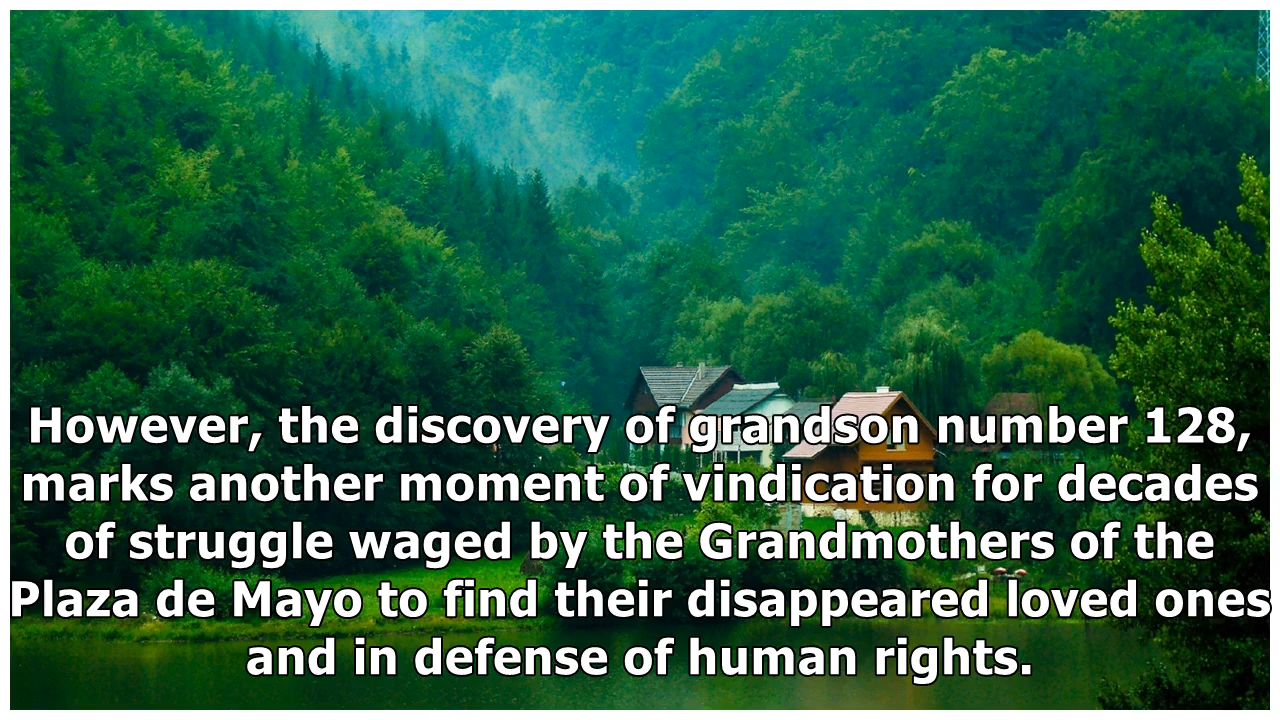 However, the discovery of grandson number 128,
marks another moment of vindication for decades
of struggle waged by the Grandmothers of the
Plaza de Mayo to find their disappeared loved ones
and in defense of human rights.